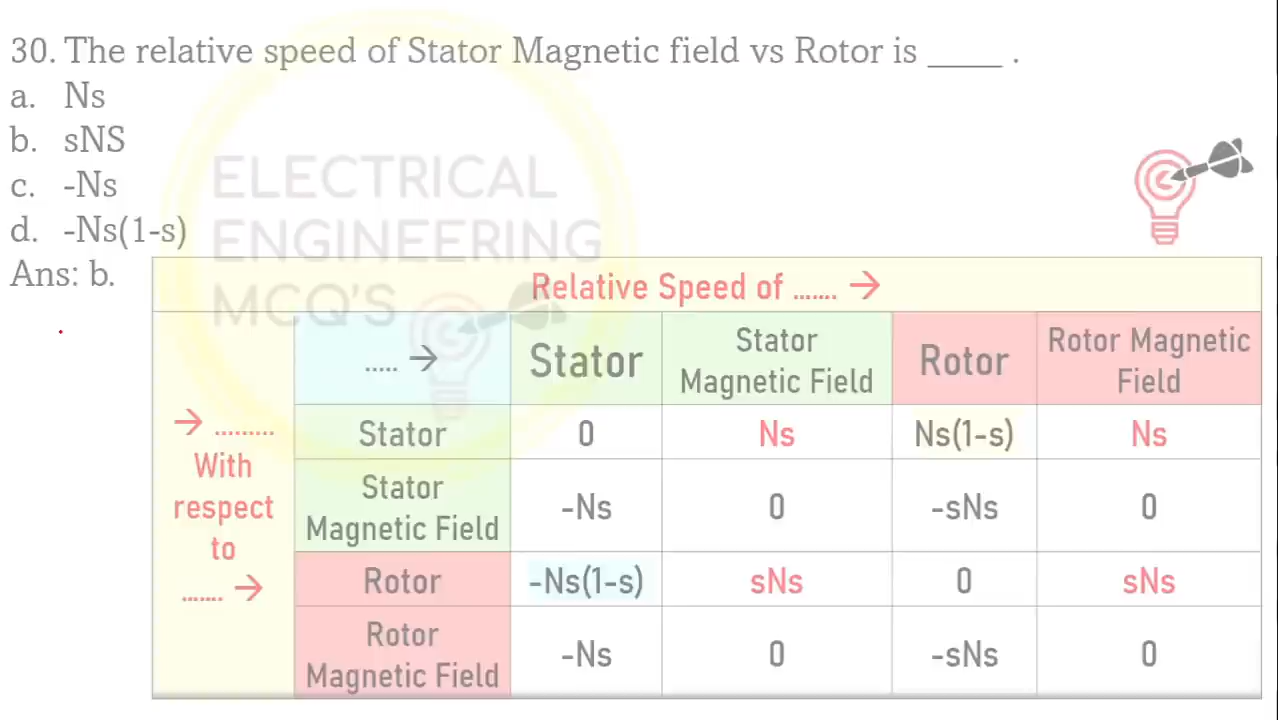 30. The relative speed of Stator Magnetic field vs Rotor is _____ .
a. Ns
b. sNS
c. -Ns
d. -Ns(1-s)
Ans: b.
ELECTRICAL
ENGINEERING
MCQ'S
Relative Speed of ....... →
..... → Stator Stator Magnetic Field Rotor Rotor Magnetic Field
→ ......... With respect to ....... →
Stator 0 Ns Ns(1-s) Ns
Stator Magnetic Field -Ns 0 -sNs 0
Rotor -Ns(1-s) sNs 0 sNs
Rotor Magnetic Field -Ns 0 -sNs 0